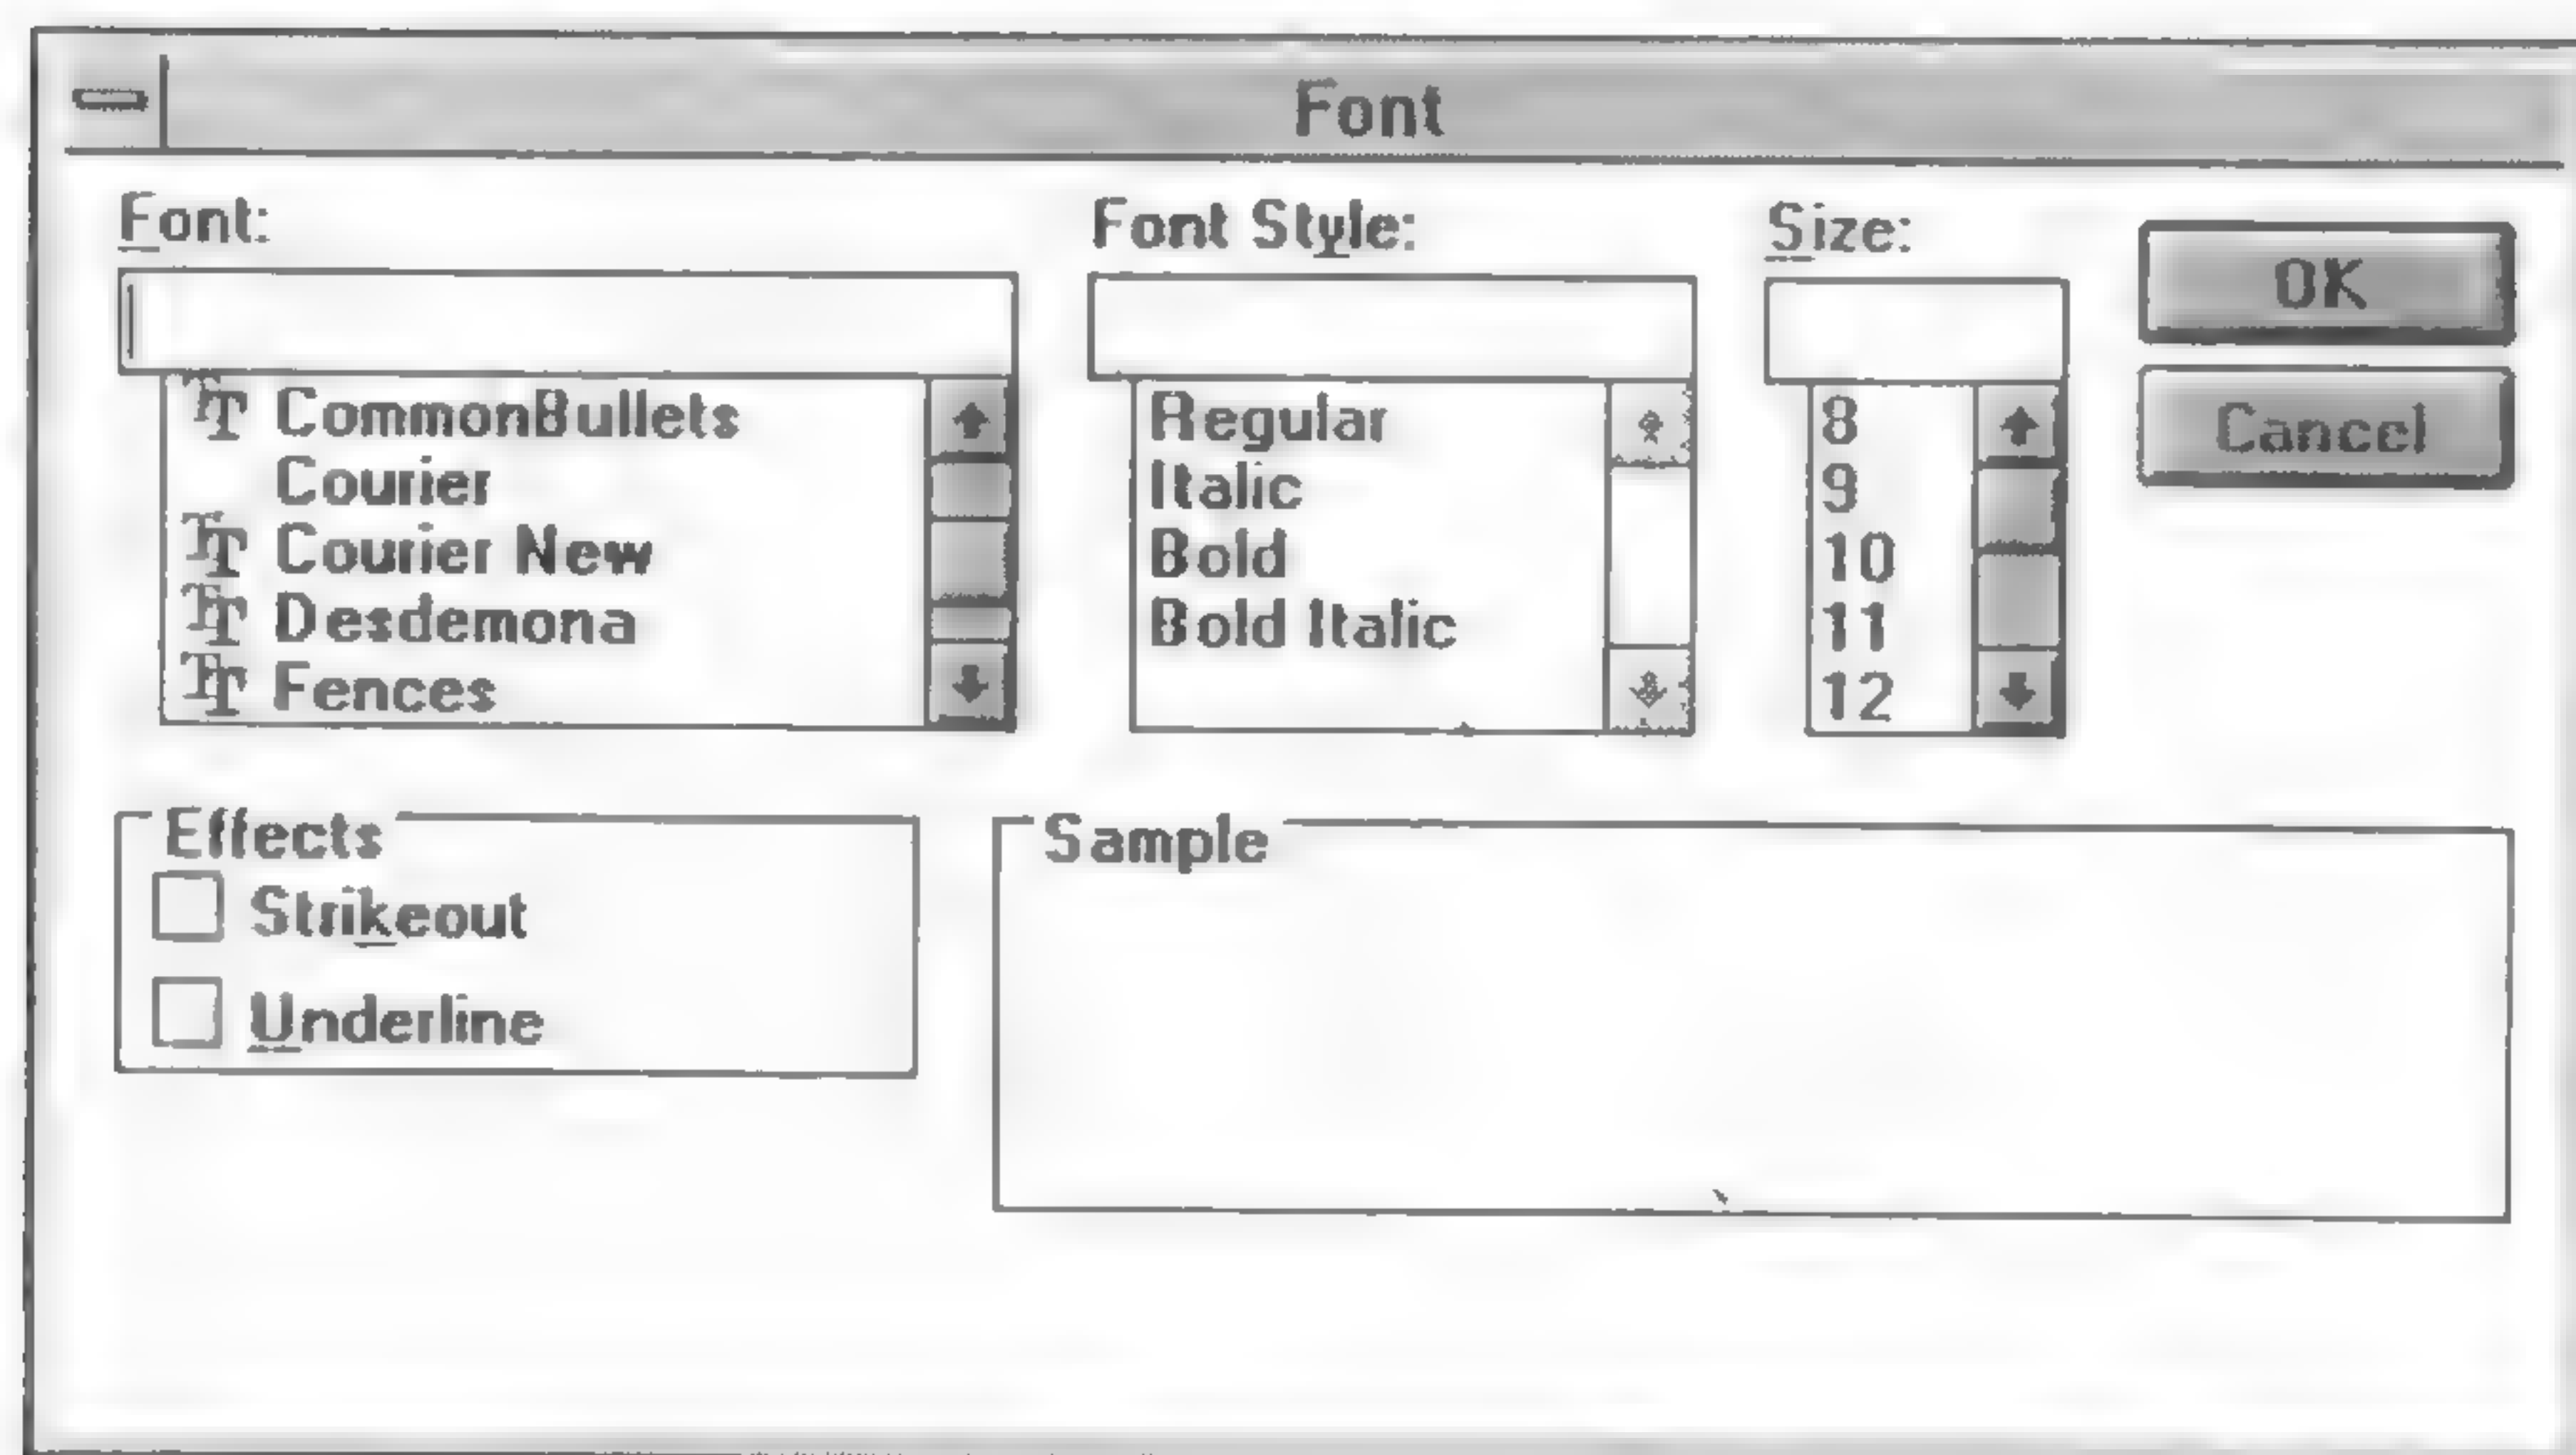 Font
Font:
CommonBullets
Courier
Courier New
Desdemona
Fences
Font Style:
Regular
Italic
Bold
Bold Italic
Size:
8
9
10
11
12
OK
Cancel
Effects
Strikeout
Underline
Sample